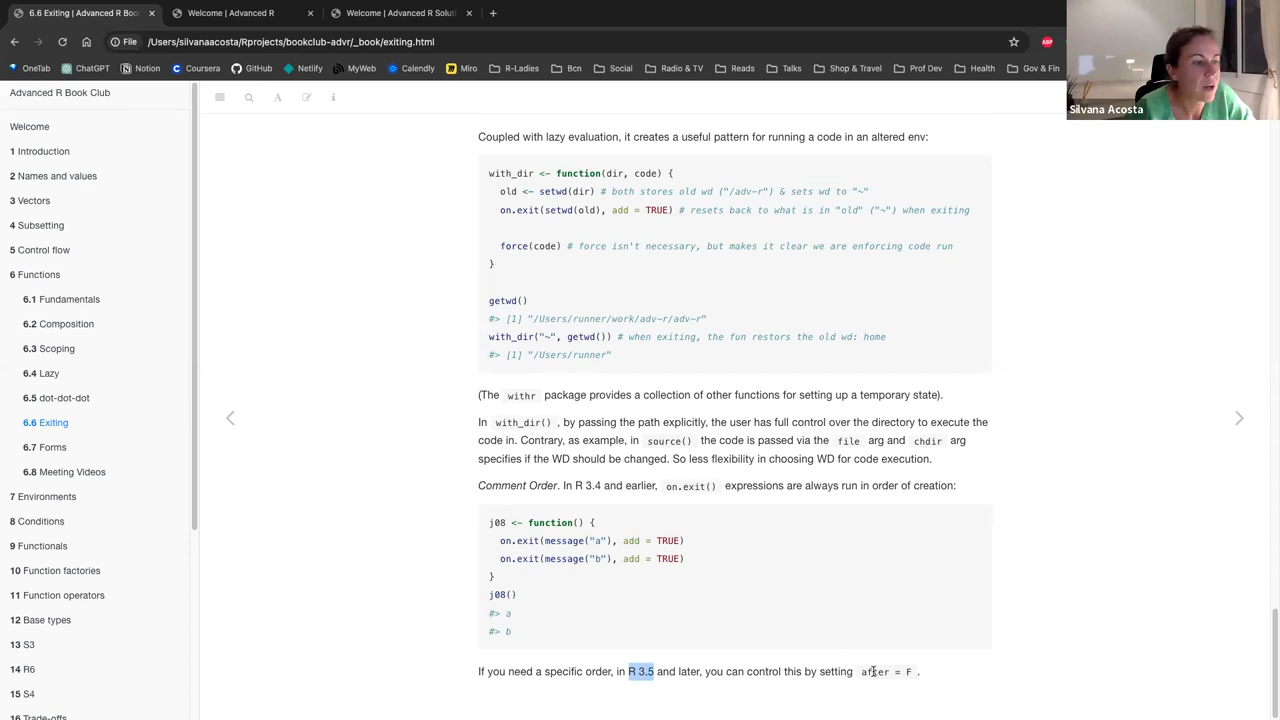 6.6 Exiting | Advanced R Book
Welcome | Advanced R
Welcome | Advanced R Soluti
File
/Users/silvanaacosta/Rprojects/bookclub-advr/_book/exiting.html
ABP
OneTab
ChatGPT
Notion
Coursera
GitHub
Netlify
MyWeb
Calendly
Miro
Ladies
Bcn
Social
Radio & TV
Reads
Talks
Shop & Travel
Prof Dev
Health
Gov & Fin
Silvana Acosta
Advanced R Book Club
Welcome
1 Introduction
2 Names and values
3 Vectors
4 Subsetting
5 Control flow
6 Functions
6.1 Fundamentals
6.2 Composition
6.3 Scoping
6.4 Lazy
6.5 dot-dot-dot
6.6 Exiting
6.7 Forms
6.8 Meeting Videos
7 Environments
8 Conditions
9 Functionals
10 Function factories
11 Function operators
12 Base types
13 S3
14 R6
15 S4
16 Trade-offs
Coupled with lazy evaluation, it creates a useful pattern for running a code in an altered env:
with_dir <- function(dir, code) {
old <- setwd(dir) # both stores old wd ("/adv-r") & sets wd to "~"
on.exit(setwd(old), add = TRUE) # resets back to what is in "old" ("~") when exiting
force(code) # force isn't necessary, but makes it clear we are enforcing code run
}
getwd()
#> [1] "/Users/runner/work/adv-r/adv-r"
with_dir("~", getwd()) # when exiting, the fun restors the old wd: home
#> [1] "/Users/runner"
(The withr package provides a collection of other functions for setting up a temporary state).
In with_dir() , by passing the path explicitly, the user has full control over the directory to execute the
code in. Contrary, as example, in source() the code is passed via the file arg and chdir arg
specifies if the WD should be changed. So less flexibility in choosing WD for code execution.
Comment Order. In R 3.4 and earlier, on.exit() expressions are always run in order of creation:
j08 <- function() {
on.exit(message("a"), add = TRUE)
on.exit(message("b"), add = TRUE)
}
j08()
#> a
#> b
If you need a specific order, in R 3.5 and later, you can control this by setting after = F .